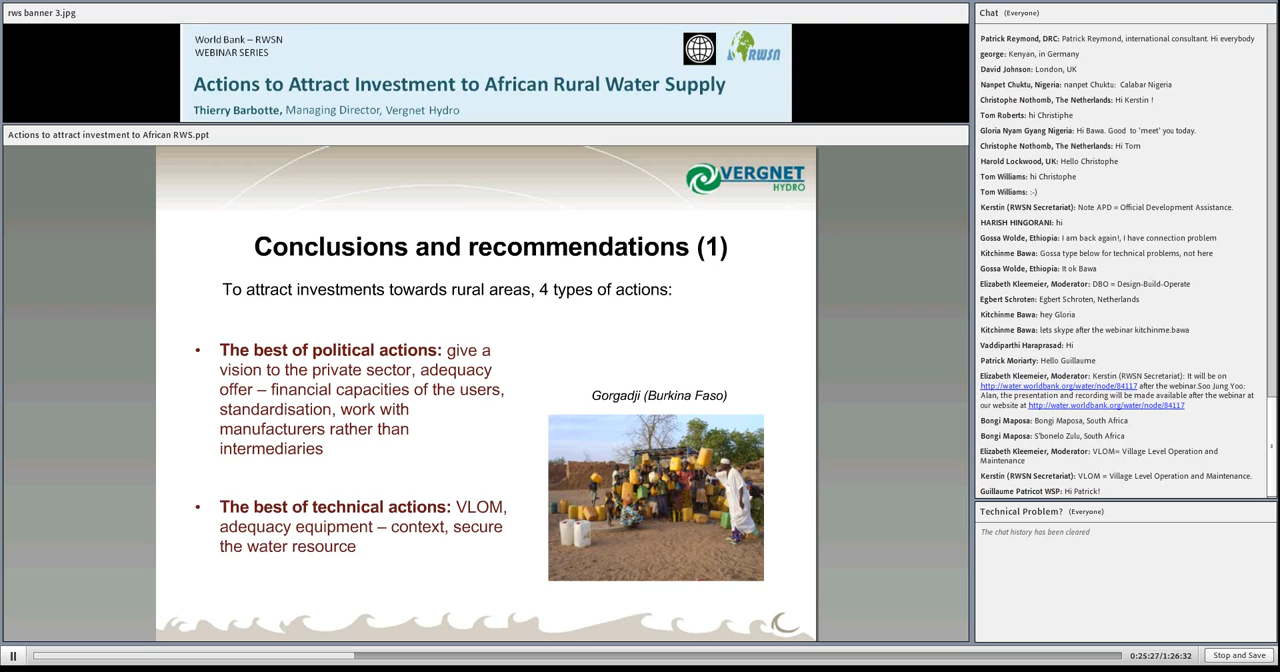 rws banner 3.jpg
World Bank – RWSN
WEBINAR SERIES
RWSN
Actions to Attract Investment to African Rural Water Supply
Thierry Barbotte, Managing Director, Vergnet Hydro
Actions to attract investment to African RWS.ppt
VERGNET
HYDRO
Conclusions and recommendations (1)
To attract investments towards rural areas, 4 types of actions:
• The best of political actions: give a
vision to the private sector, adequacy
offer – financial capacities of the users,
standardisation, work with
manufacturers rather than
intermediaries
Gorgadji (Burkina Faso)
• The best of technical actions: VLOM,
adequacy equipment – context, secure
the water resource
0:25:27/1:26:32
Stop and Save
Chat (Everyone)
Patrick Reymond, DRC: Patrick Reymond, international consultant. Hi everybody
george: Kenyan, in Germany
David Johnson: London, UK
Nanpet Chuktu, Nigeria: nanpet Chuktu: Calabar Nigeria
Christophe Nothomb, The Netherlands: Hi Kerstin !
Tom Roberts: hi Christiphe
Gloria Nyam Gyang Nigeria: Hi Bawa. Good to 'meet' you today.
Christophe Nothomb, The Netherlands: Hi Tom
Harold Lockwood, UK: Hello Christophe
Tom Williams: hi Christophe
Tom Williams: :-)
Kerstin (RWSN Secretariat): Note APD = Official Development Assistance.
HARISH HINGORANI: hi
Gossa Wolde, Ethiopia: I am back again!, I have connection problem
Kitchinme Bawa: Gossa type below for technical problems, not here
Gossa Wolde, Ethiopia: It ok Bawa
Elizabeth Kleemeier, Moderator: DBO = Design-Build-Operate
Egbert Schroten: Egbert Schroten, Netherlands
Kitchinme Bawa: hey Gloria
Kitchinme Bawa: lets skype after the webinar kitchinme.bawa
Vaddiparthi Haraprasad: Hi
Patrick Moriarty: Hello Guillaume
Elizabeth Kleemeier, Moderator: Kerstin (RWSN Secretariat): It will be on
http://water.worldbank.org/water/node/84117 after the webinar.Soo Jung Yoo:
Alan, the presentation and recording will be made available after the webinar at
our website at http://water.worldbank.org/water/node/84117
Bongi Maposa: Bongi Maposa, South Africa
Bongi Maposa: S'bonelo Zulu, South Africa
Elizabeth Kleemeier, Moderator: VLOM= Village Level Operation and
Maintenance
Kerstin (RWSN Secretariat): VLOM = Village Level Operation and Maintenance.
Guillaume Patricot WSP: Hi Patrick!
Technical Problem? (Everyone)
The chat history has been cleared